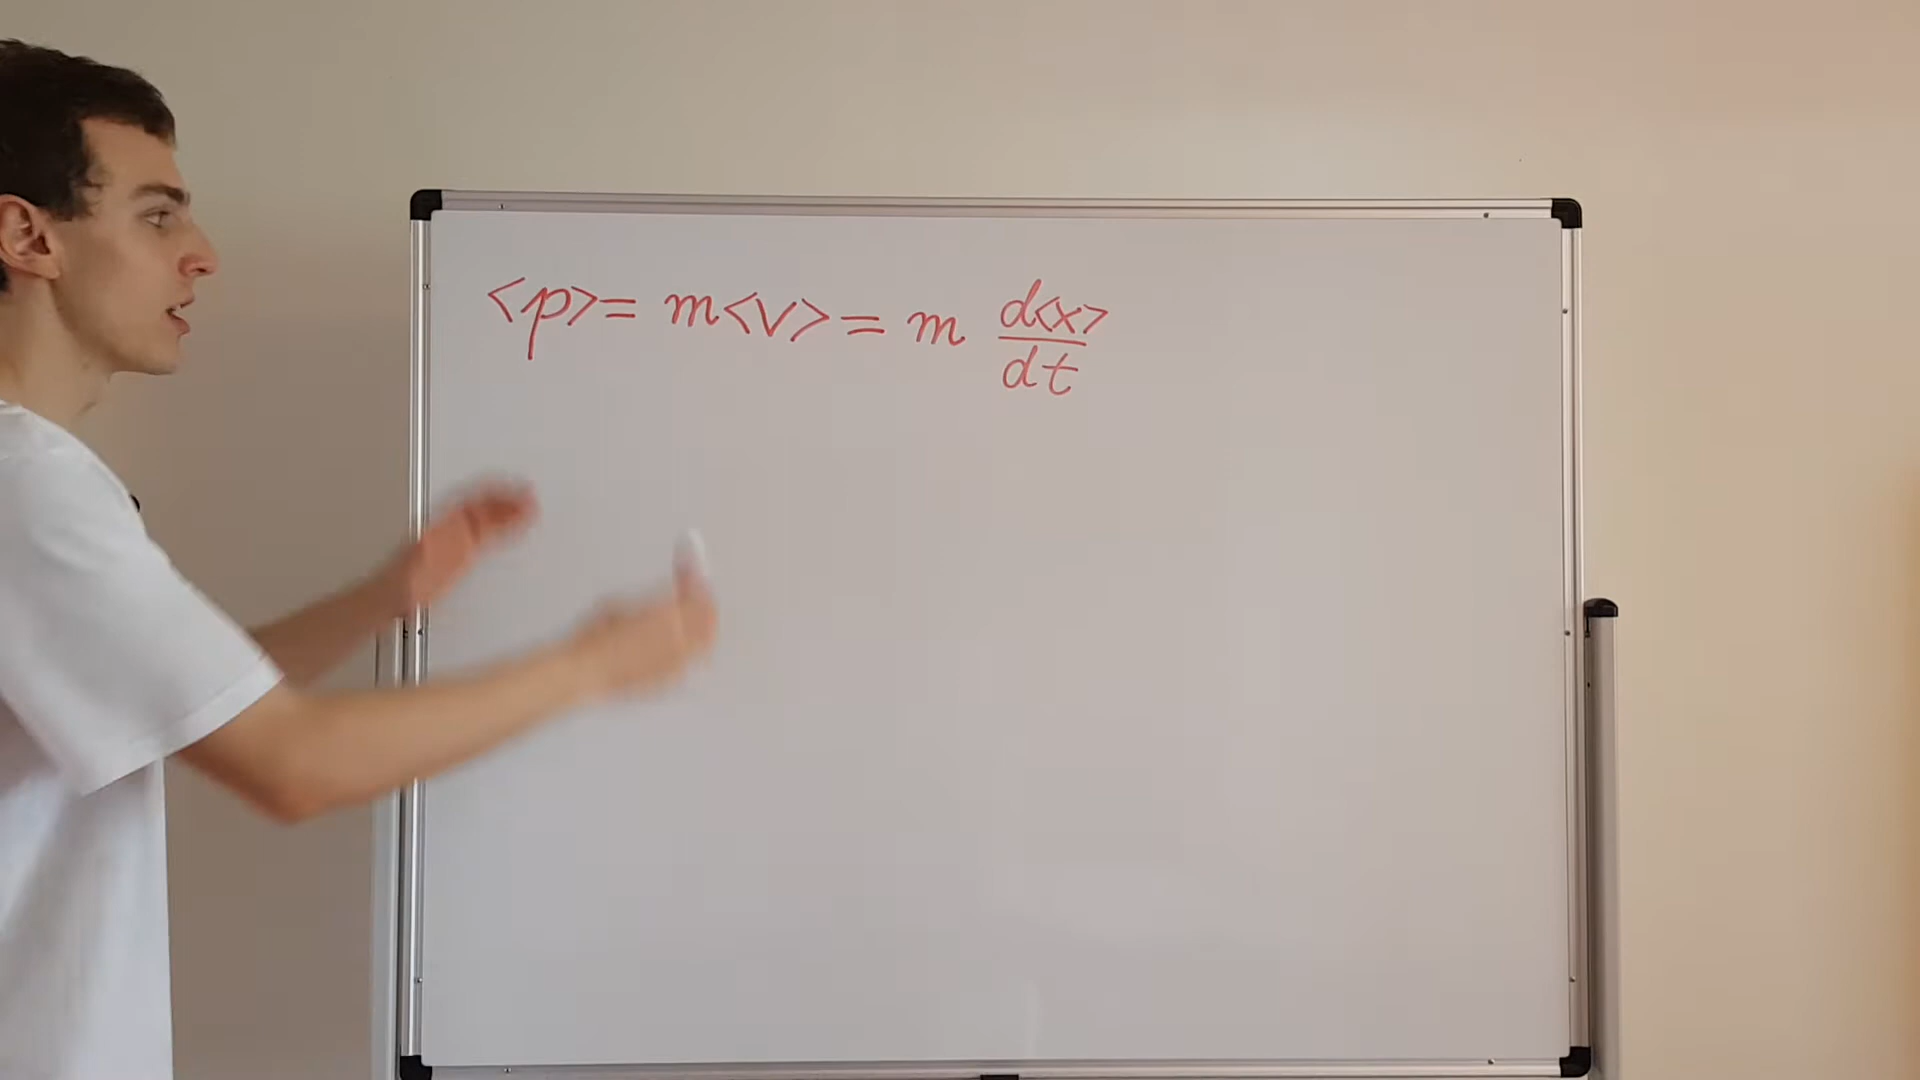 <p> = m<v> = m d<x>/dt